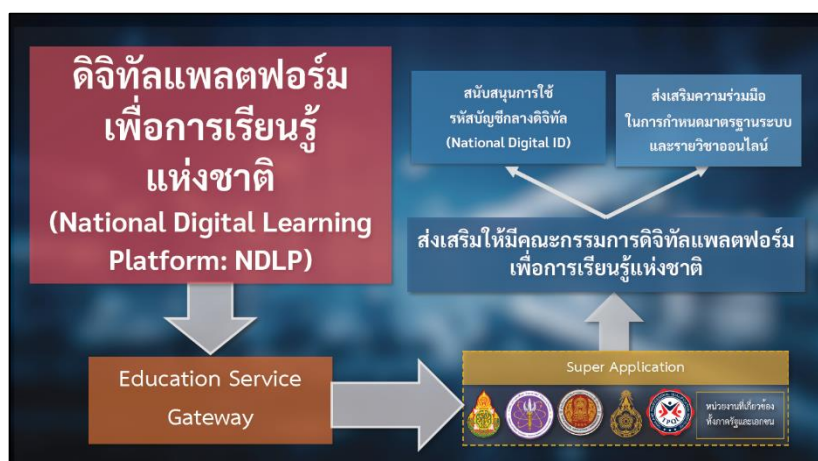 ดิจิทัลแพลตฟอร์ม
เพื่อการเรียนรู้
แห่งชาติ
(National Digital Learning
Platform: NDLP)
สนับสนุนการใช้
รหัสบัญชีกลางดิจิทัล
(National Digital ID)
ส่งเสริมความร่วมมือ
ในการกำหนดมาตรฐานระบบ
และรายวิชาออนไลน์
ส่งเสริมให้มีคณะกรรมการดิจิทัลแพลตฟอร์ม
เพื่อการเรียนรู้แห่งชาติ
Education Service
Gateway
Super Application
TPQI
หน่วยงานที่เกี่ยวข้อง
ทั้งภาครัฐและเอกชน